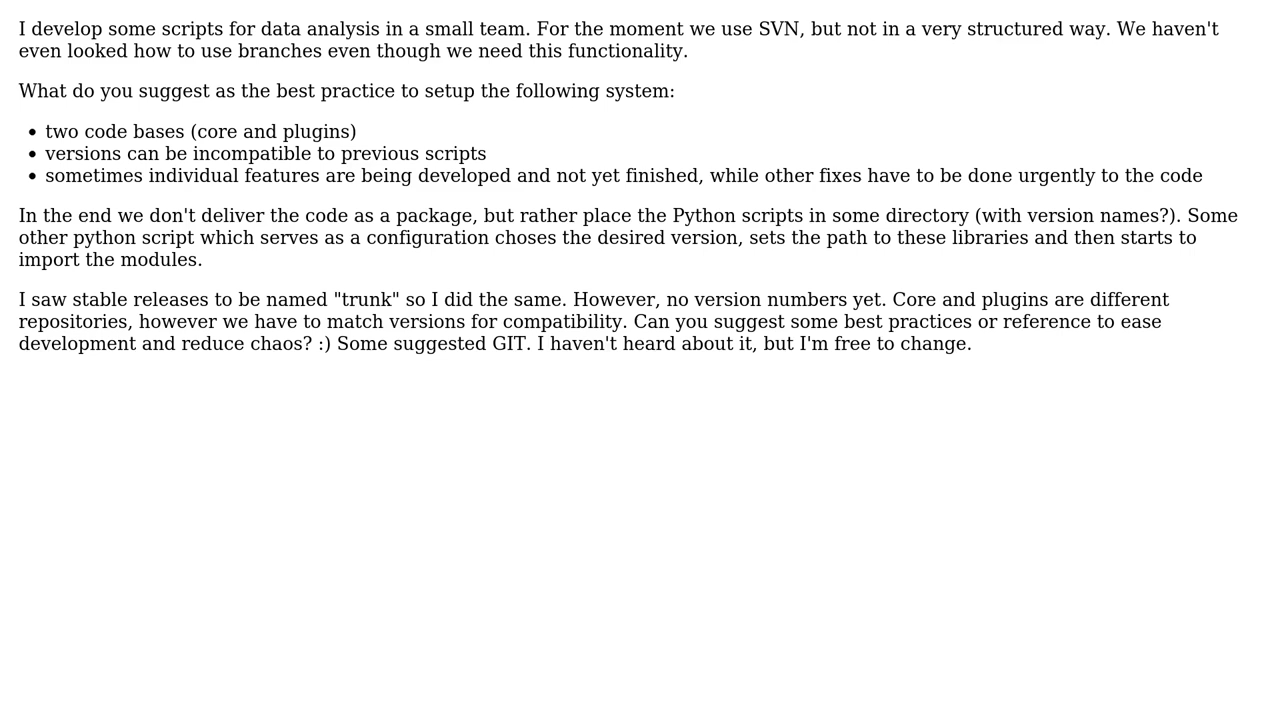 I develop some scripts for data analysis in a small team. For the moment we use SVN, but not in a very structured way. We haven't
even looked how to use branches even though we need this functionality.
What do you suggest as the best practice to setup the following system:
• two code bases (core and plugins)
• versions can be incompatible to previous scripts
• sometimes individual features are being developed and not yet finished, while other fixes have to be done urgently to the code
In the end we don't deliver the code as a package, but rather place the Python scripts in some directory (with version names?). Some
other python script which serves as a configuration choses the desired version, sets the path to these libraries and then starts to
import the modules.
I saw stable releases to be named "trunk" so I did the same. However, no version numbers yet. Core and plugins are different
repositories, however we have to match versions for compatibility. Can you suggest some best practices or reference to ease
development and reduce chaos? :) Some suggested GIT. I haven't heard about it, but I'm free to change.